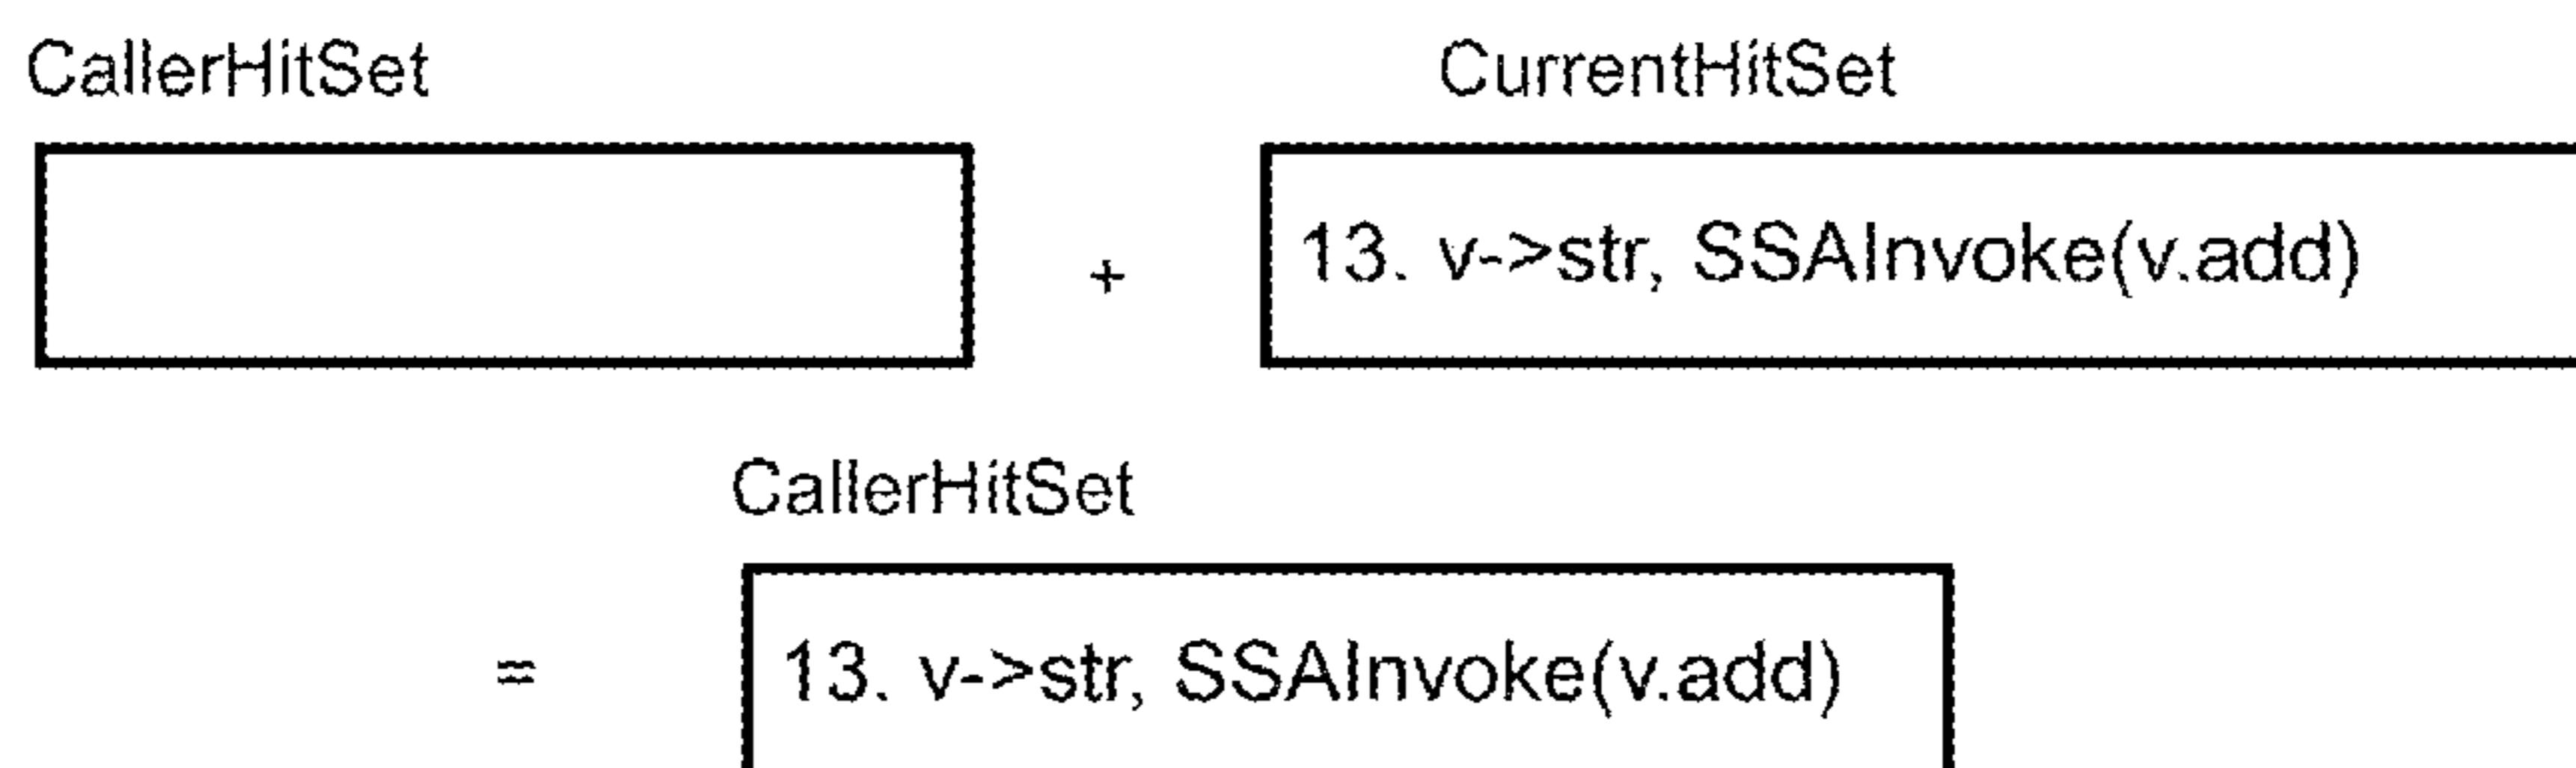 CallerHitSet
CurrentHitSet
+
13. v->str, SSAInvoke(v.add)
CallerHitSet
=
13. v->str, SSAInvoke(v.add)